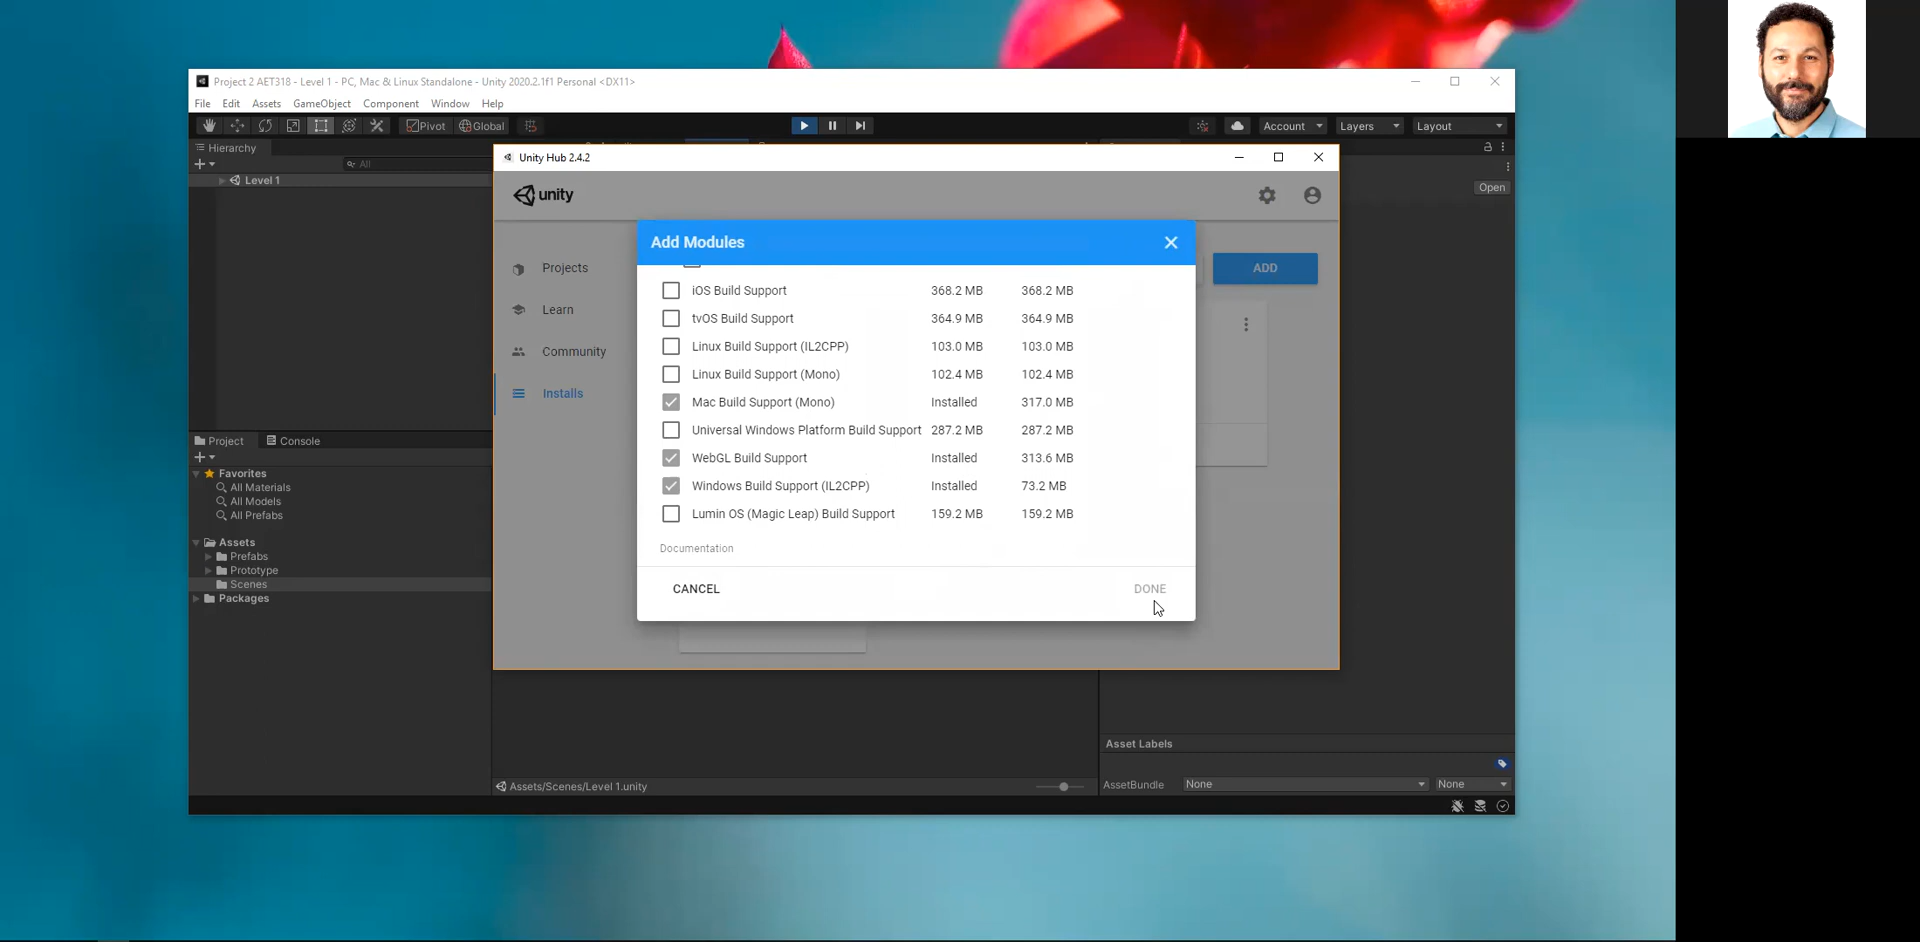 Project 2 AET318 - Level 1 - PC, Mac & Linux Standalone - Unity 2020.2.1f1 Personal <DX11>
File Edit Assets GameObject Component Window Help
Pivot Global Account Layers Layout
Hierarchy
All
Level 1
Open
Unity Hub 2.4.2
unity
Projects
Learn
Community
Installs
ADD
Add Modules
iOS Build Support 368.2 MB 368.2 MB
tvOS Build Support 364.9 MB 364.9 MB
Linux Build Support (IL2CPP) 103.0 MB 103.0 MB
Linux Build Support (Mono) 102.4 MB 102.4 MB
Mac Build Support (Mono) Installed 317.0 MB
Universal Windows Platform Build Support 287.2 MB 287.2 MB
WebGL Build Support Installed 313.6 MB
Windows Build Support (IL2CPP) Installed 73.2 MB
Lumin OS (Magic Leap) Build Support 159.2 MB 159.2 MB
Documentation
CANCEL DONE
Project Console
Favorites
All Materials
All Models
All Prefabs
Assets
Prefabs
Prototype
Scenes
Packages
Assets/Scenes/Level 1.unity
Asset Labels
AssetBundle None None